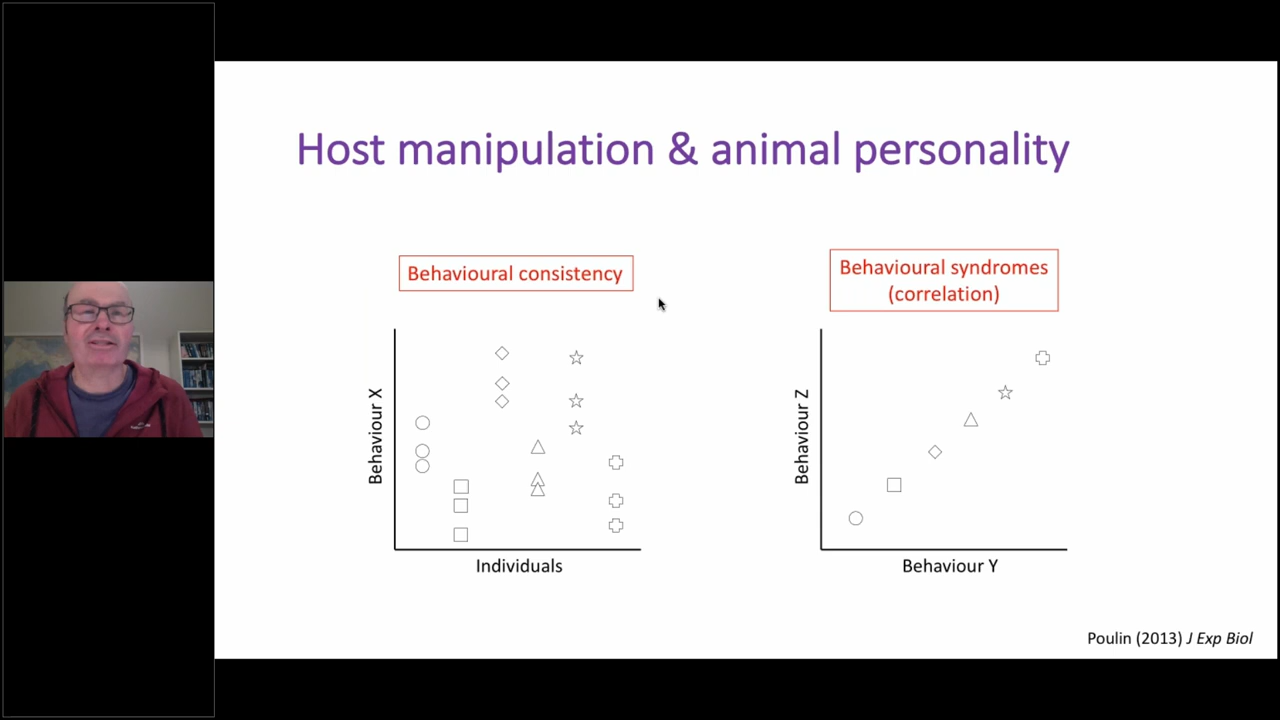 Host manipulation & animal personality
Behavioural consistency
Behavioural syndromes
(correlation)
Behaviour X
Individuals
Behaviour Z
Behaviour Y
Poulin (2013) J Exp Biol